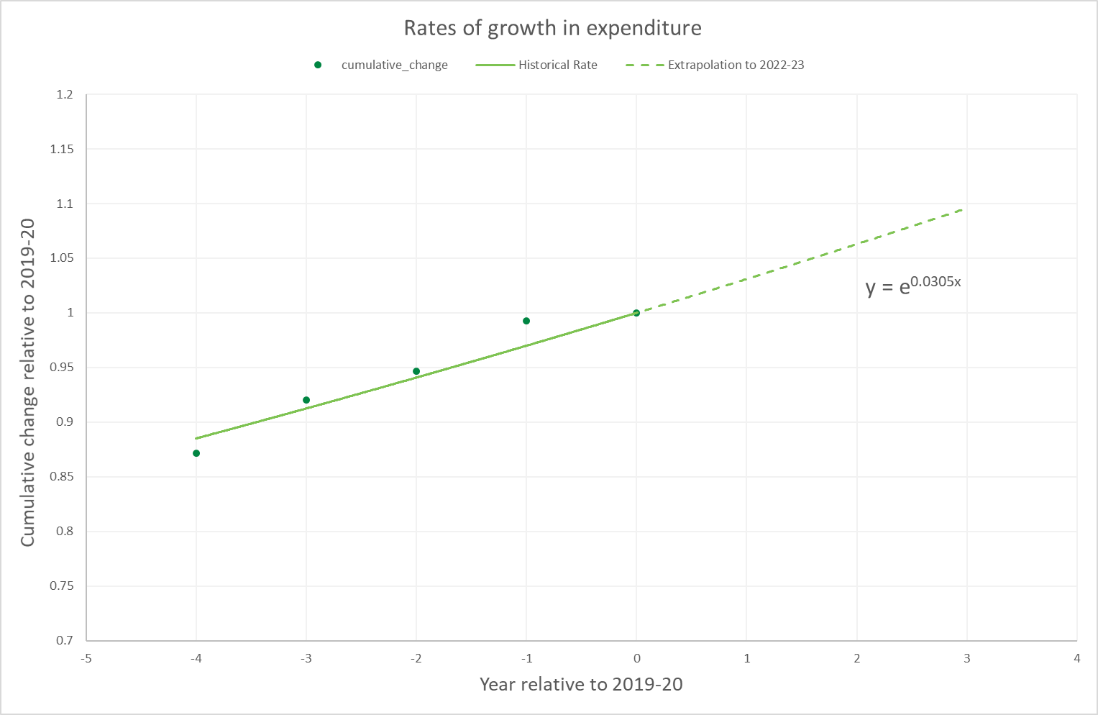 Rates of growth in expenditure
cumulative_change Historical Rate Extrapolation to 2022-23
1.2
1.15
1.1
1.05
1
0.95
0.9
0.85
0.8
0.75
0.7
y = e^0.0305x
Cumulative change relative to 2019-20
-5 -4 -3 -2 -1 0 1 2 3 4
Year relative to 2019-20